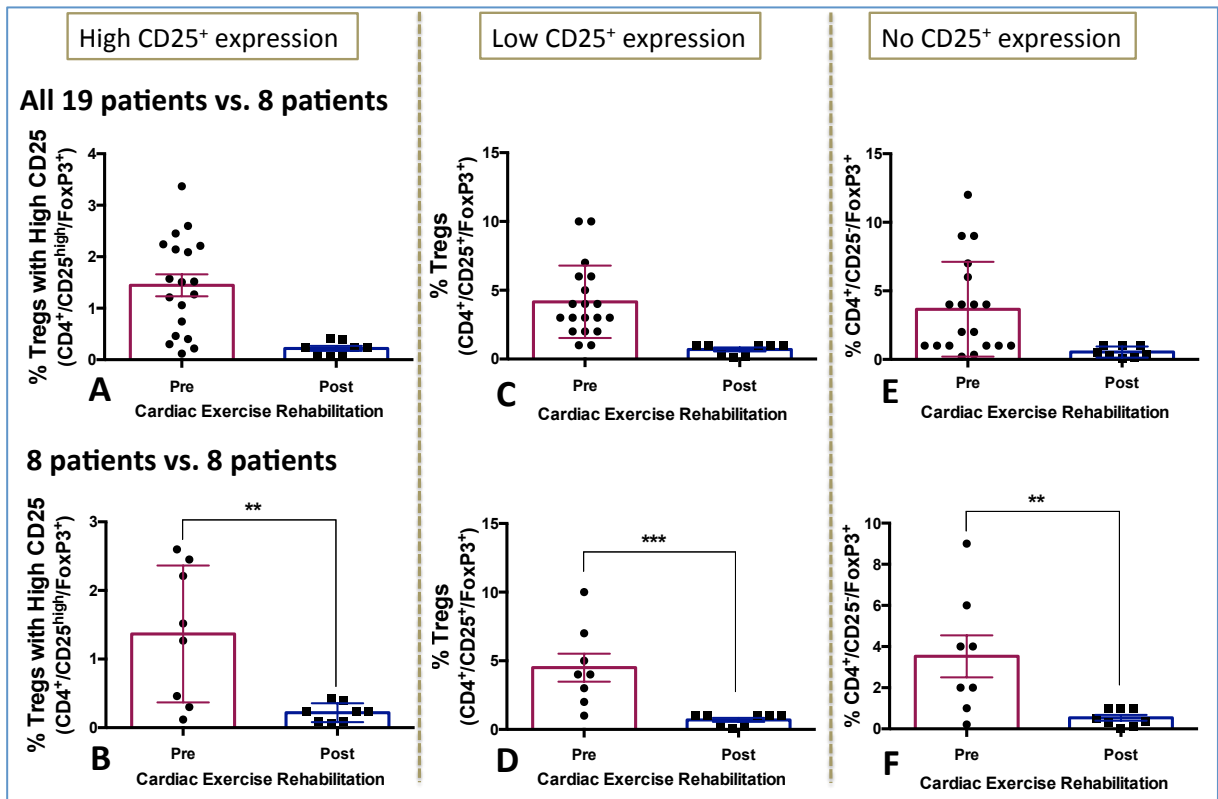 High CD25⁺ expression
Low CD25⁺ expression
No CD25⁺ expression
All 19 patients vs. 8 patients
% Tregs with High CD25
(CD4⁺/CD25ʰⁱᵍʰ/FoxP3⁺)
4
3
2
1
0
Pre
Post
A
Cardiac Exercise Rehabilitation
% Tregs
(CD4⁺/CD25⁺/FoxP3⁺)
15
10
5
0
Pre
Post
C
Cardiac Exercise Rehabilitation
% CD4⁺/CD25⁻/FoxP3⁺
15
10
5
0
Pre
Post
E
Cardiac Exercise Rehabilitation
8 patients vs. 8 patients
% Tregs with High CD25
(CD4⁺/CD25ʰⁱᵍʰ/FoxP3⁺)
3
2
1
0
**
Pre
Post
B
Cardiac Exercise Rehabilitation
% Tregs
(CD4⁺/CD25⁺/FoxP3⁺)
15
10
5
0
***
Pre
Post
D
Cardiac Exercise Rehabilitation
% CD4⁺/CD25⁻/FoxP3⁺
10
8
6
4
2
0
**
Pre
Post
F
Cardiac Exercise Rehabilitation